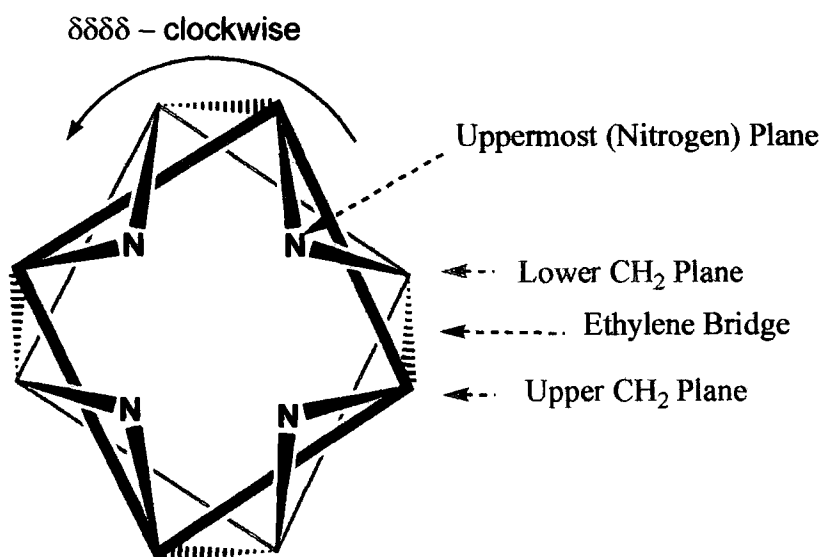 δδδδ – clockwise
Uppermost (Nitrogen) Plane
N
N
Lower CH₂ Plane
Ethylene Bridge
Upper CH₂ Plane
N
N